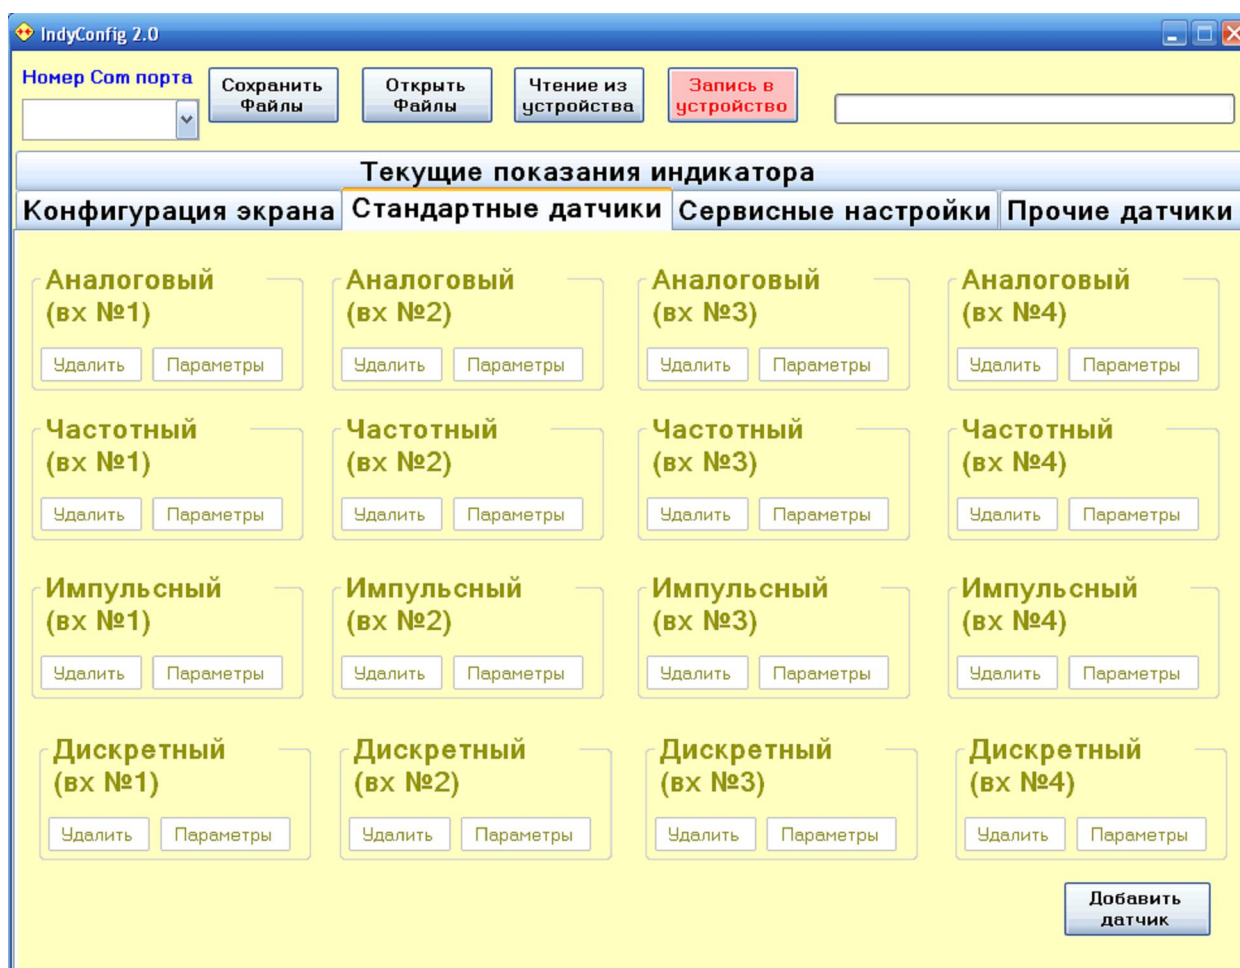 IndyConfig 2.0
Номер Com порта
Сохранить
Файлы
Открыть
Файлы
Чтение из
устройства
Запись в
устройство
Текущие показания индикатора
Конфигурация экрана Стандартные датчики Сервисные настройки Прочие датчики
Аналоговый Аналоговый Аналоговый Аналоговый
(вх №1) (вх №2) (вх №3) (вх №4)
Удалить Параметры Удалить Параметры Удалить Параметры Удалить Параметры
Частотный Частотный Частотный Частотный
(вх №1) (вх №2) (вх №3) (вх №4)
Удалить Параметры Удалить Параметры Удалить Параметры Удалить Параметры
Импульсный Импульсный Импульсный Импульсный
(вх №1) (вх №2) (вх №3) (вх №4)
Удалить Параметры Удалить Параметры Удалить Параметры Удалить Параметры
Дискретный Дискретный Дискретный Дискретный
(вх №1) (вх №2) (вх №3) (вх №4)
Удалить Параметры Удалить Параметры Удалить Параметры Удалить Параметры
Добавить
датчик